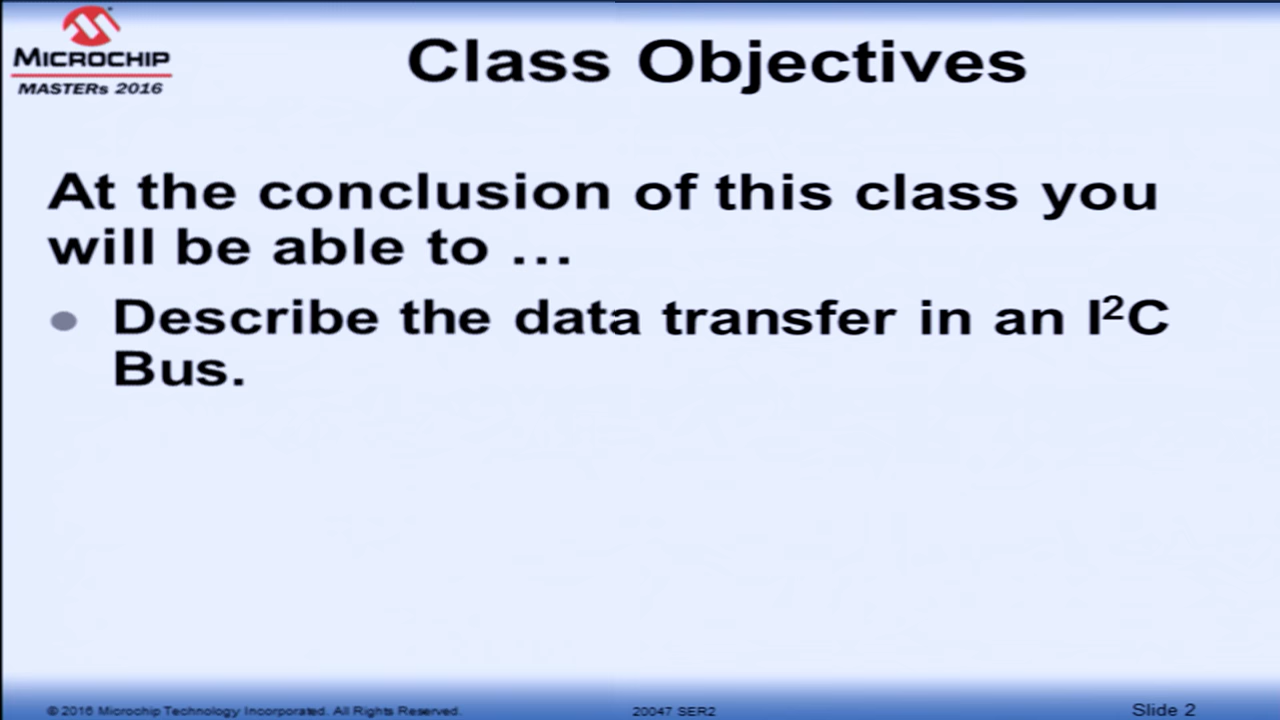 MICROCHIP
MASTERs 2016
Class Objectives
At the conclusion of this class you
will be able to …
● Describe the data transfer in an I²C
Bus.
© 2016 Microchip Technology Incorporated. All Rights Reserved.
20047 SER2
Slide 2